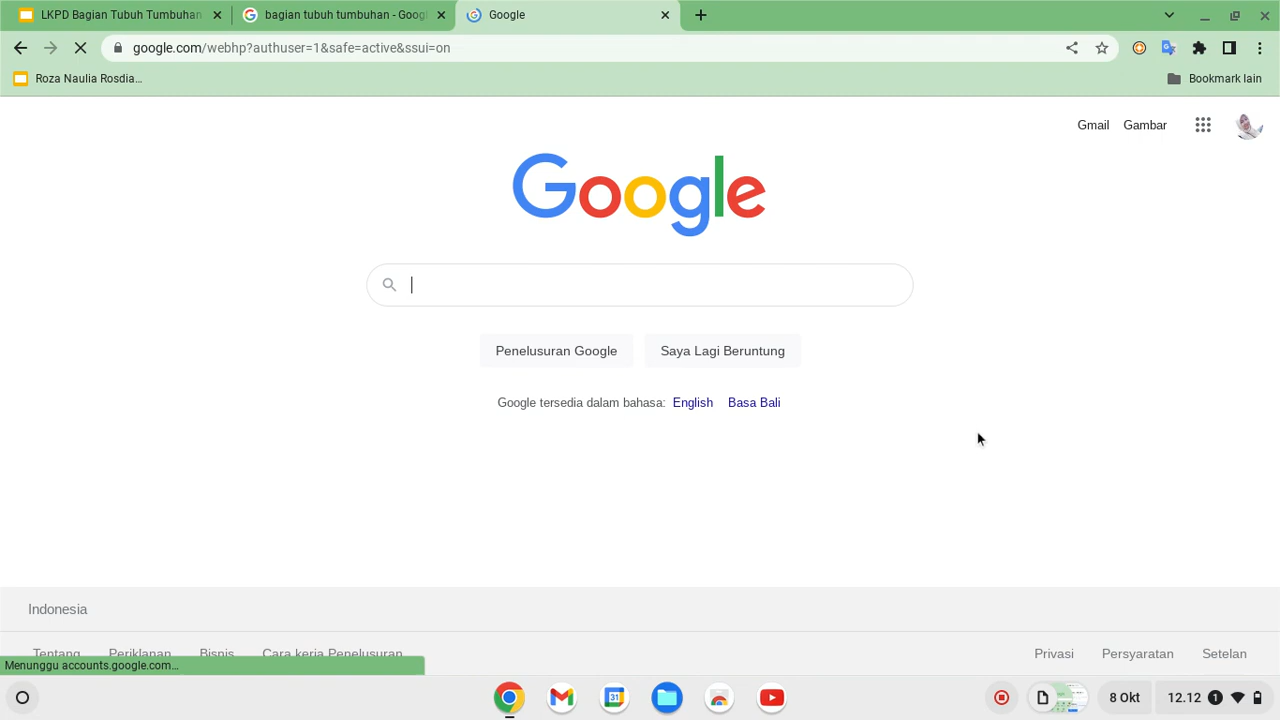 LKPD Bagian Tubuh Tumbuhan
bagian tubuh tumbuhan - Goog
Google
google.com/webhp?authuser=1&safe=active&ssui=on
Roza Naulia Rosdia...
Bookmark lain
Gmail
Gambar
Google
Penelusuran Google
Saya Lagi Beruntung
Google tersedia dalam bahasa: English Basa Bali
Indonesia
Tentang Periklanan Bisnis Cara kerja Penelusuran
Privasi Persyaratan Setelan
Menunggu accounts.google.com...
31
8 Okt
12.12
1